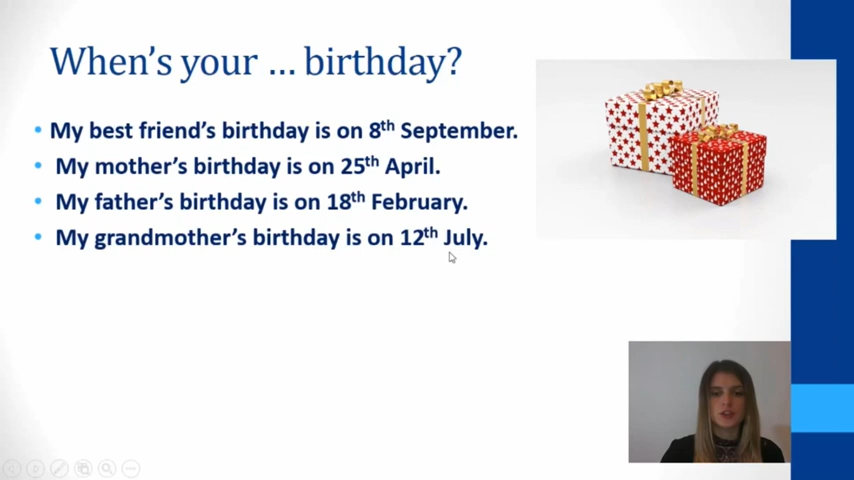 When's your ... birthday?
My best friend's birthday is on 8th September.
My mother's birthday is on 25th April.
My father's birthday is on 18th February.
My grandmother's birthday is on 12th July.